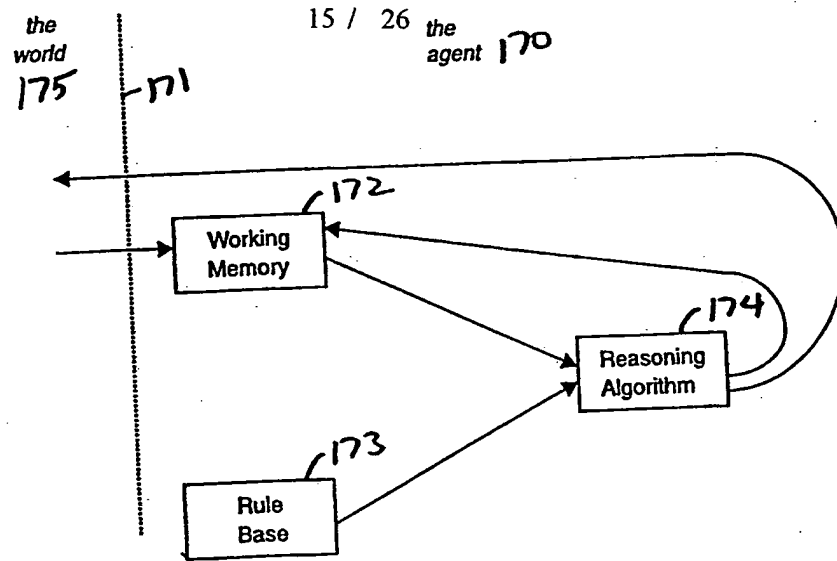 15 / 26
the
world
175
171
the
agent 170
172
Working
Memory
174
Reasoning
Algorithm
173
Rule
Base